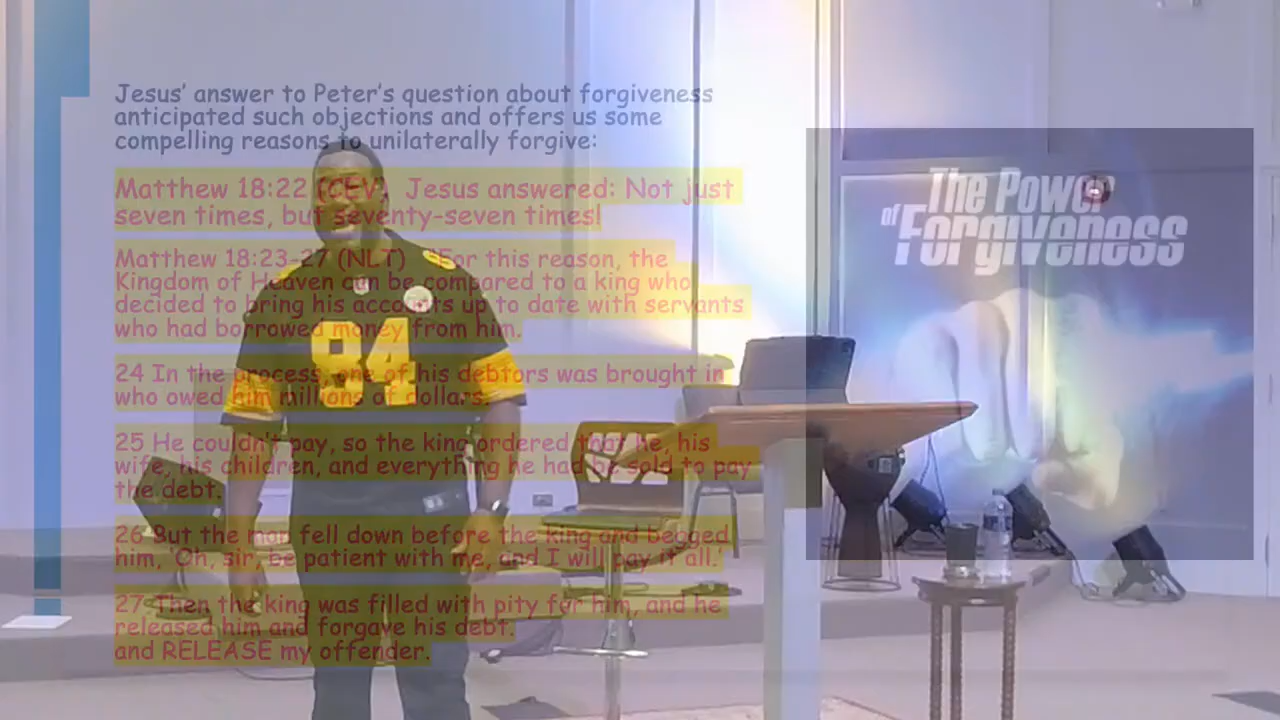 Jesus' answer to Peter's question about forgiveness
anticipated such objections and offers us some
compelling reasons to unilaterally forgive:
Matthew 18:22 (CEV) Jesus answered: Not just
seven times, but seventy-seven times!
Matthew 18:23-27 (NLT) "For this reason, the
Kingdom of Heaven can be compared to a king who
decided to bring his accounts up to date with servants
who had borrowed money from him.
24 In the process, one of his debtors was brought in
who owed him millions of dollars.
25 He couldn't pay, so the king ordered that he, his
wife, his children, and everything he had be sold to pay
the debt.
26 But the man fell down before the king and begged
him, 'Oh, sir, be patient with me, and I will pay it all.'
27 Then the king was filled with pity for him, and he
released him and forgave his debt.
and RELEASE my offender.
The Power
of Forgiveness
84